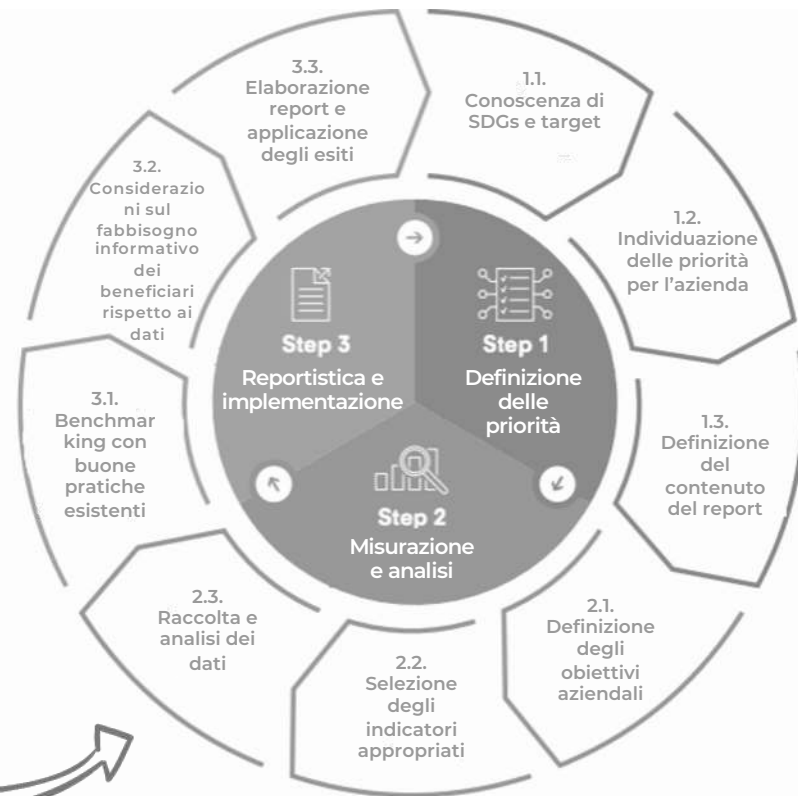 Step 1
Definizione
delle
priorità
1.1.
Conoscenza di
SDGs e target
1.2.
Individuazione
delle priorità
per l'azienda
1.3.
Definizione
del
contenuto
del report
Step 2
Misurazione
e analisi
2.1.
Definizione
degli
obiettivi
aziendali
2.2.
Selezione
degli
indicatori
appropriati
2.3.
Raccolta e
analisi dei
dati
Step 3
Reportistica e
implementazione
3.1.
Benchmar
king con
buone
pratiche
esistenti
3.2.
Considerazio
ni sul
fabbisogno
informativo
dei
beneficiari
rispetto ai
dati
3.3.
Elaborazione
report e
applicazione
degli esiti